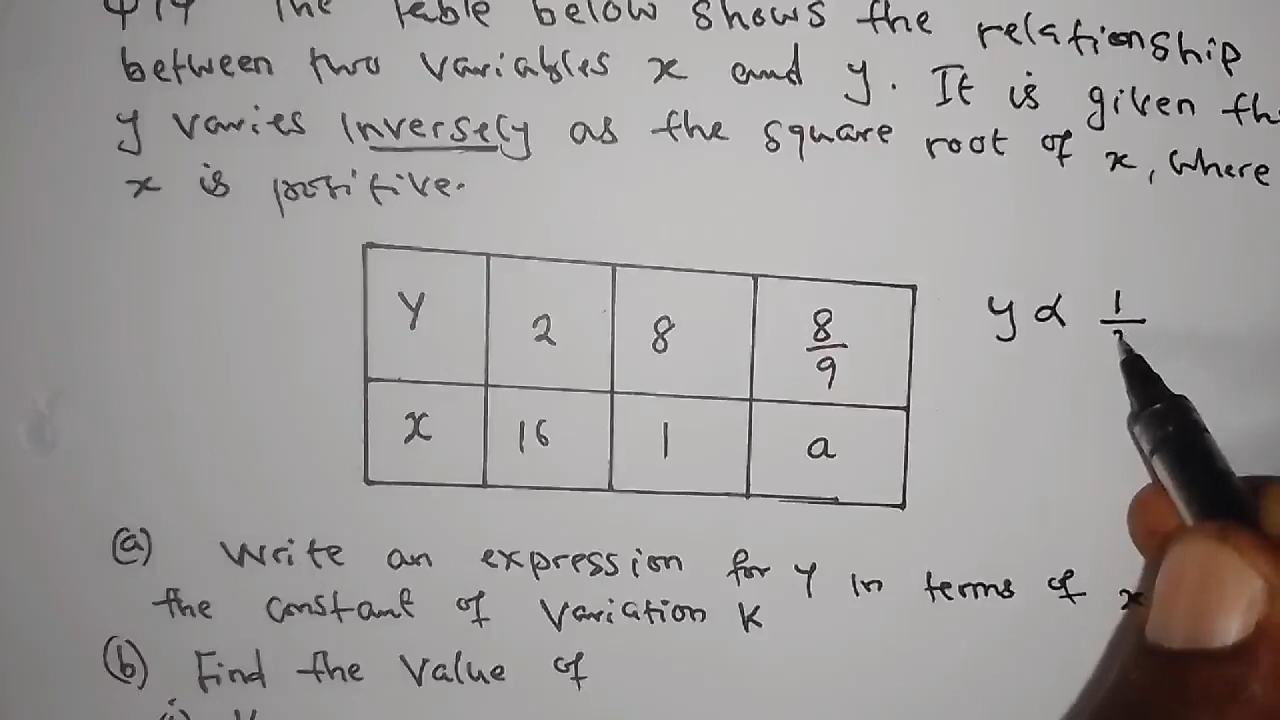 The table below shows the relationship
between two variables x and y. It is given
y varies inversely as the square root of x, where
x is positive.
Y 2 8 8/9
x 16 1 a
y ∝ 1
(a) Write an expression for y in terms of x
the constant of variation K
(b) Find the value of